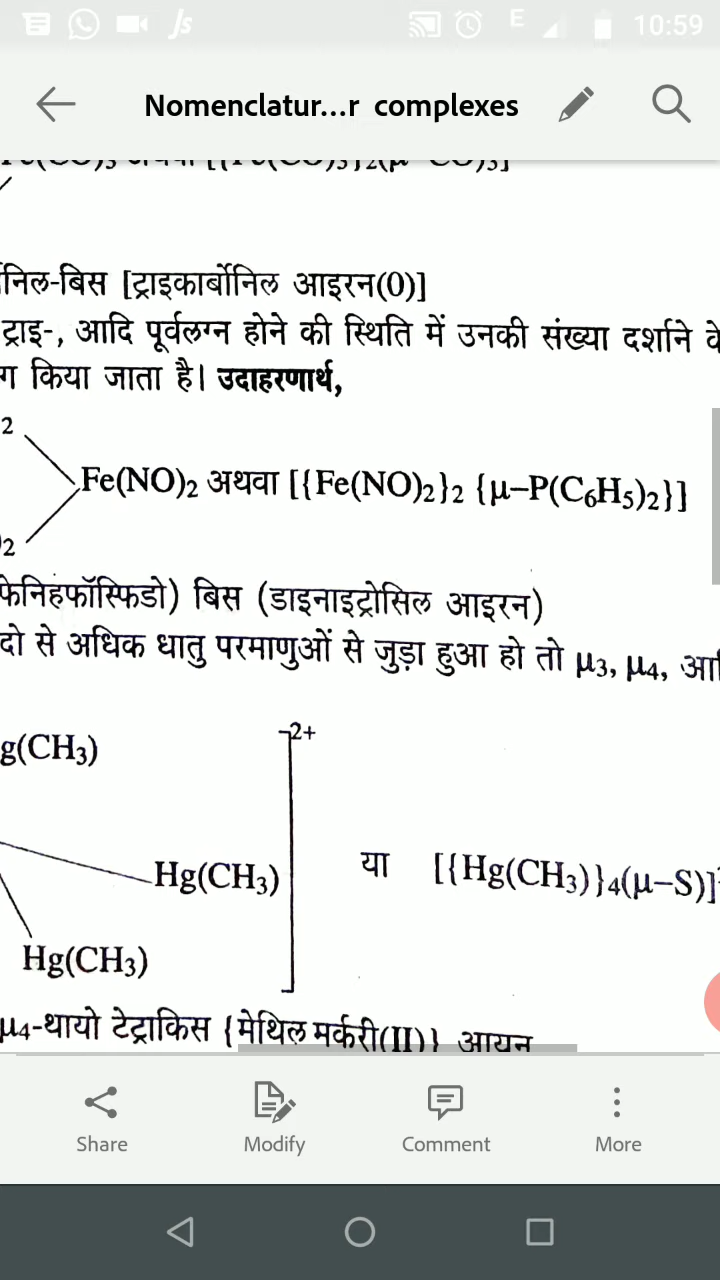 E 10:59
Nomenclatur...r complexes
निल-बिस [ट्राइकार्बोनिल आइरन(0)]
ट्राइ-, आदि पूर्वलग्न होने की स्थिति में उनकी संख्या दर्शाने के
ग किया जाता है। उदाहरणार्थ,
2
Fe(NO)₂ अथवा [{Fe(NO)₂}₂ {μ–P(C₆H₅)₂}]
2
फेनिहफॉस्फिडो) बिस (डाइनाइट्रोसिल आइरन)
दो से अधिक धातु परमाणुओं से जुड़ा हुआ हो तो μ₃, μ₄,
g(CH₃)
2+
Hg(CH₃) या [{Hg(CH₃)}₄(μ–S)]
Hg(CH₃)
μ₄-थायो टेट्राकिस {मेथिल मर्करी(II)} आयन
Share Modify Comment More